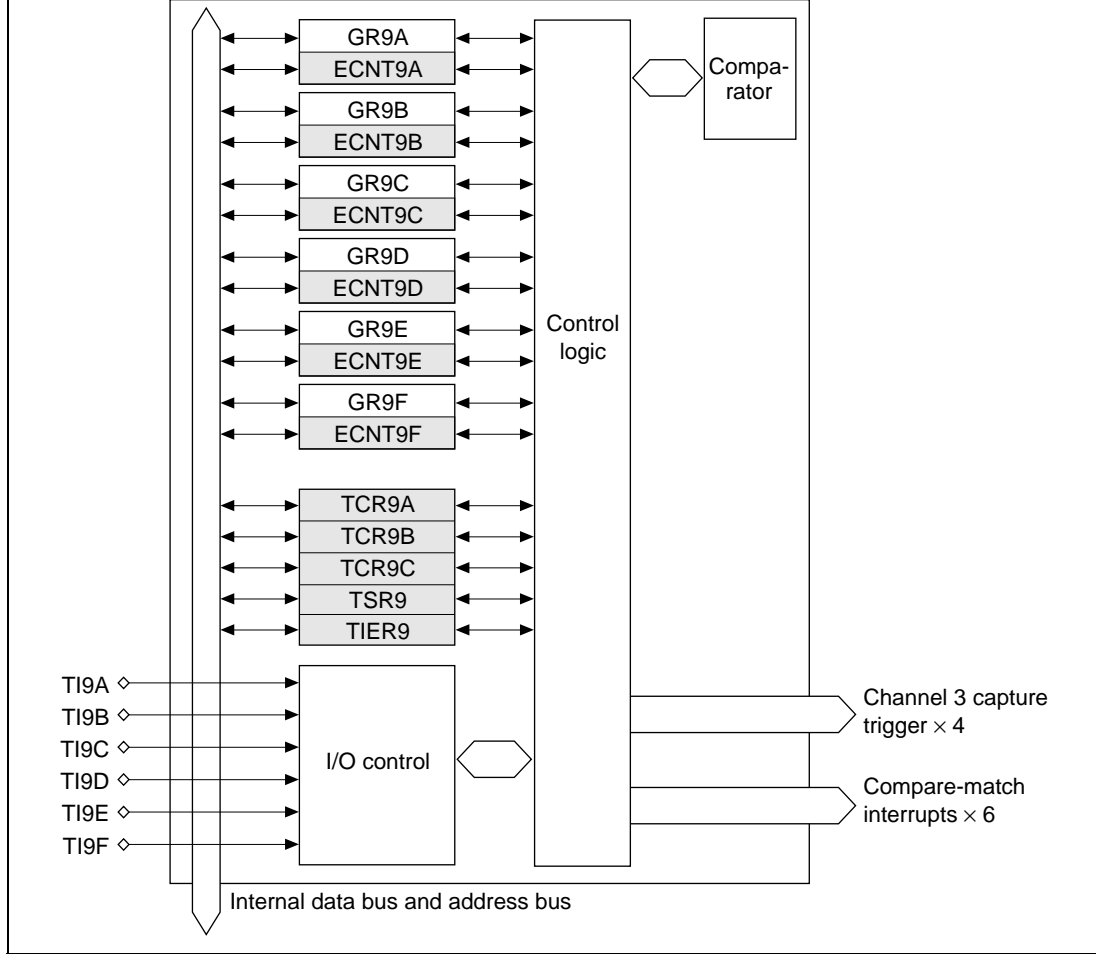 GR9A
ECNT9A
GR9B
ECNT9B
GR9C
ECNT9C
GR9D
ECNT9D
GR9E
ECNT9E
GR9F
ECNT9F
TCR9A
TCR9B
TCR9C
TSR9
TIER9
Control
logic
Compa-
rator
TI9A
TI9B
TI9C
TI9D
TI9E
TI9F
I/O control
Channel 3 capture
trigger × 4
Compare-match
interrupts × 6
Internal data bus and address bus